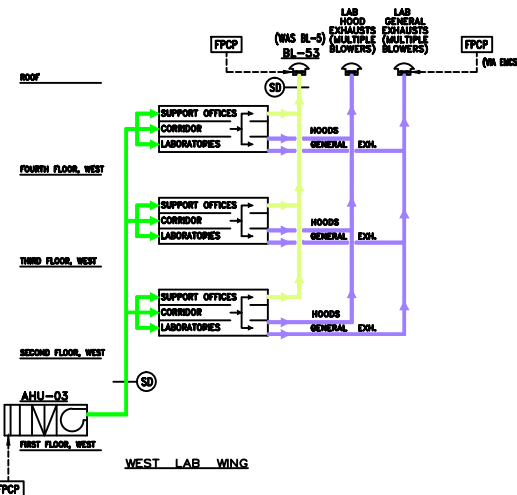 LAB LAB
HOOD GENERAL
EXHAUSTS EXHAUSTS
(WAS BL-5) (MULTIPLE (MULTIPLE
BL-53 BLOWERS) BLOWERS)
FPCP FPCP
(VIA EMCS
ROOF
SD
SUPPORT OFFICES
CORRIDOR HOODS
LABORATORIES GENERAL EXH.
FOURTH FLOOR, WEST
SUPPORT OFFICES
CORRIDOR HOODS
LABORATORIES GENERAL EXH.
THIRD FLOOR, WEST
SUPPORT OFFICES
CORRIDOR HOODS
LABORATORIES GENERAL EXH.
SECOND FLOOR, WEST
SD
AHU-03
FIRST FLOOR, WEST
WEST LAB WING
FPCP